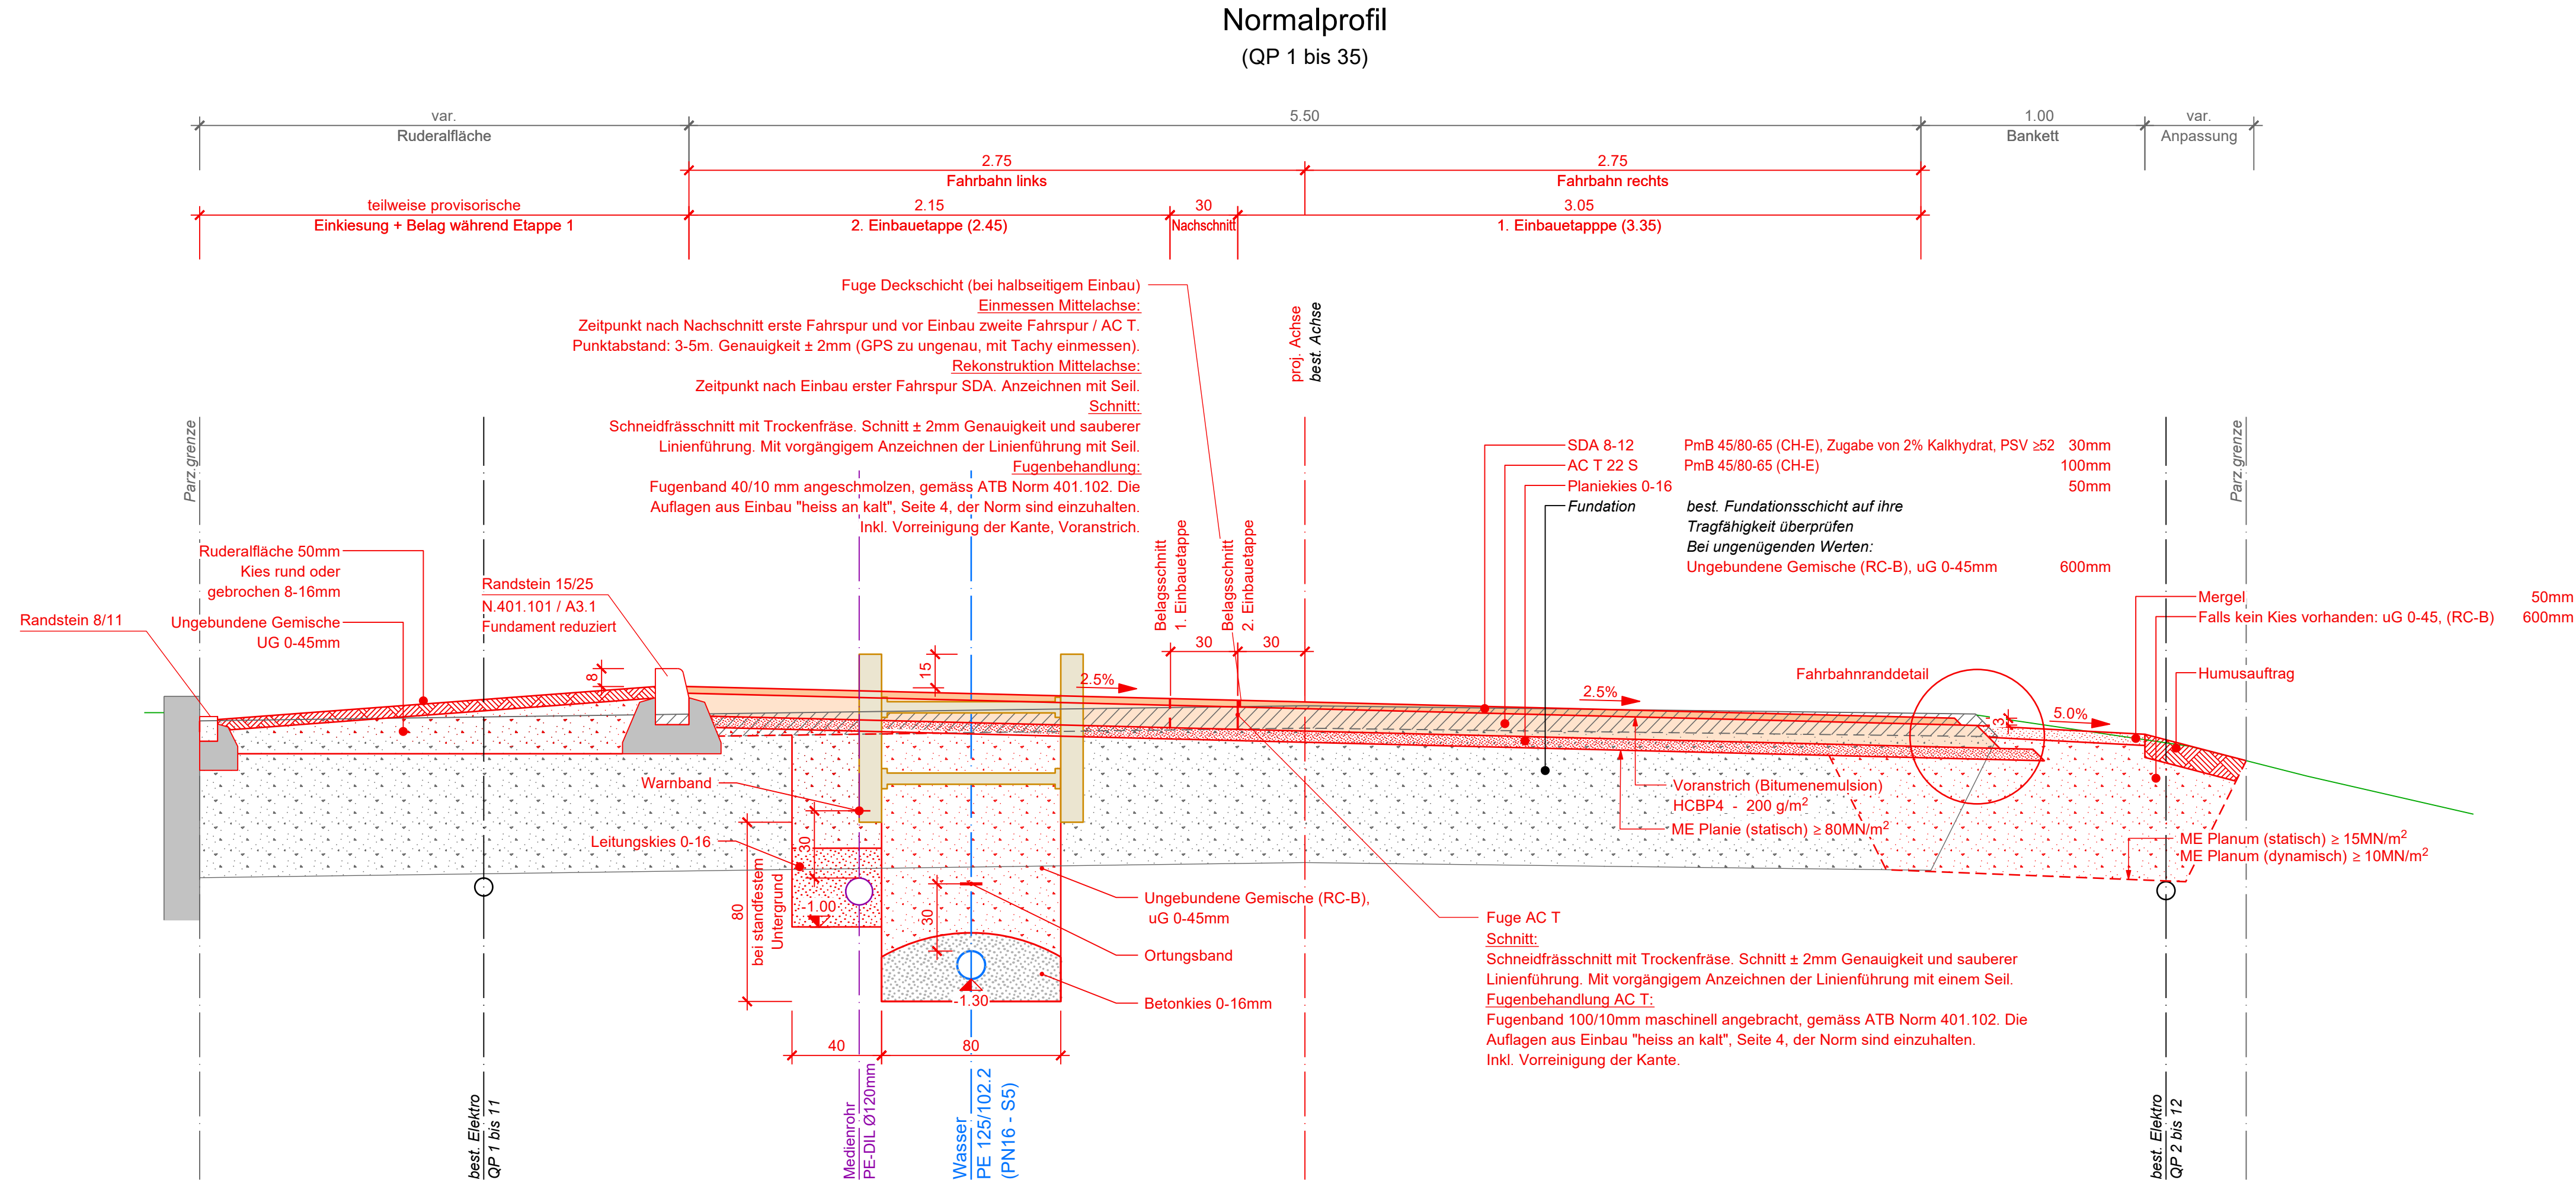 Normalprofil
(QP 1 bis 35)
var.
Ruderalfläche
5.50
1.00
Bankett
var.
Anpassung
2.75
Fahrbahn links
2.75
Fahrbahn rechts
teilweise provisorische
Einkiesung + Belag während Etappe 1
2.15
2. Einbauetappe (2.45)
30
Nachschnitt
3.05
1. Einbauetapppe (3.35)
Fuge Deckschicht (bei halbseitigem Einbau)
Einmessen Mittelachse:
Zeitpunkt nach Nachschnitt erste Fahrspur und vor Einbau zweite Fahrspur / AC T.
Punktabstand: 3-5m. Genauigkeit ± 2mm (GPS zu ungenau, mit Tachy einmessen).
Rekonstruktion Mittelachse:
Zeitpunkt nach Einbau erster Fahrspur SDA. Anzeichnen mit Seil.
Schnitt:
Schneidfrässchnitt mit Trockenfräse. Schnitt ± 2mm Genauigkeit und sauberer
Linienführung. Mit vorgängigem Anzeichnen der Linienführung mit Seil.
Fugenbehandlung:
Fugenband 40/10 mm angeschmolzen, gemäss ATB Norm 401.102. Die
Auflagen aus Einbau "heiss an kalt", Seite 4, der Norm sind einzuhalten.
Inkl. Vorreinigung der Kante, Voranstrich.
proj. Achse
best. Achse
Parz.grenze
Parz.grenze
SDA 8-12 PmB 45/80-65 (CH-E), Zugabe von 2% Kalkhydrat, PSV ≥52 30mm
AC T 22 S PmB 45/80-65 (CH-E) 100mm
Planiekies 0-16 50mm
Fundation best. Fundationsschicht auf ihre
Tragfähigkeit überprüfen
Bei ungenügenden Werten:
Ungebundene Gemische (RC-B), uG 0-45mm 600mm
Belagsschnitt
1. Einbauetappe
Belagsschnitt
2. Einbauetappe
Ruderalfläche 50mm
Kies rund oder
gebrochen 8-16mm
Ungebundene Gemische
UG 0-45mm
Randstein 8/11
Randstein 15/25
N.401.101 / A3.1
Fundament reduziert
Mergel 50mm
Falls kein Kies vorhanden: uG 0-45, (RC-B) 600mm
Humusauftrag
Fahrbahnranddetail
30
30
8
15
2.5%
2.5%
3
5.0%
Warnband
Leitungskies 0-16
30
80
bei standfestem
Untergrund
-1.00
30
-1.30
40
80
Voranstrich (Bitumenemulsion)
HCBP4 - 200 g/m²
ME Planie (statisch) ≥ 80MN/m²
ME Planum (statisch) ≥ 15MN/m²
ME Planum (dynamisch) ≥ 10MN/m²
Ungebundene Gemische (RC-B),
uG 0-45mm
Ortungsband
Betonkies 0-16mm
Fuge AC T
Schnitt:
Schneidfrässchnitt mit Trockenfräse. Schnitt ± 2mm Genauigkeit und sauberer
Linienführung. Mit vorgängigem Anzeichnen der Linienführung mit einem Seil.
Fugenbehandlung AC T:
Fugenband 100/10mm maschinell angebracht, gemäss ATB Norm 401.102. Die
Auflagen aus Einbau "heiss an kalt", Seite 4, der Norm sind einzuhalten.
Inkl. Vorreinigung der Kante.
best. Elektro
QP 1 bis 11
Medienrohr
PE-DIL Ø120mm
Wasser
PE 125/102.2
(PN16 - S5)
best. Elektro
QP 2 bis 12